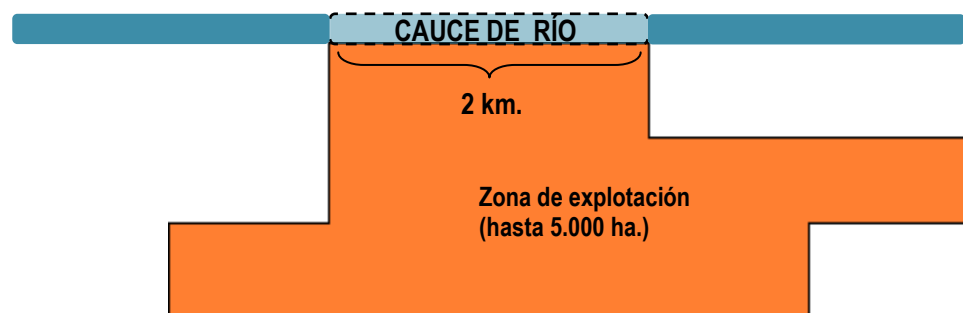 CAUCE DE RÍO
2 km.
Zona de explotación
(hasta 5.000 ha.)